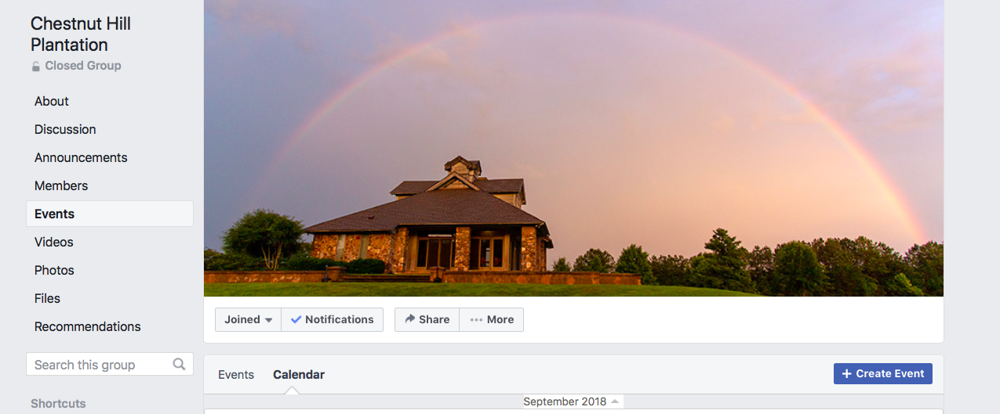 Chestnut Hill
Plantation
Closed Group
About
Discussion
Announcements
Members
Events
Videos
Photos
Files
Recommendations
Search this group
Shortcuts
Joined Notifications Share More
Events Calendar + Create Event
September 2018